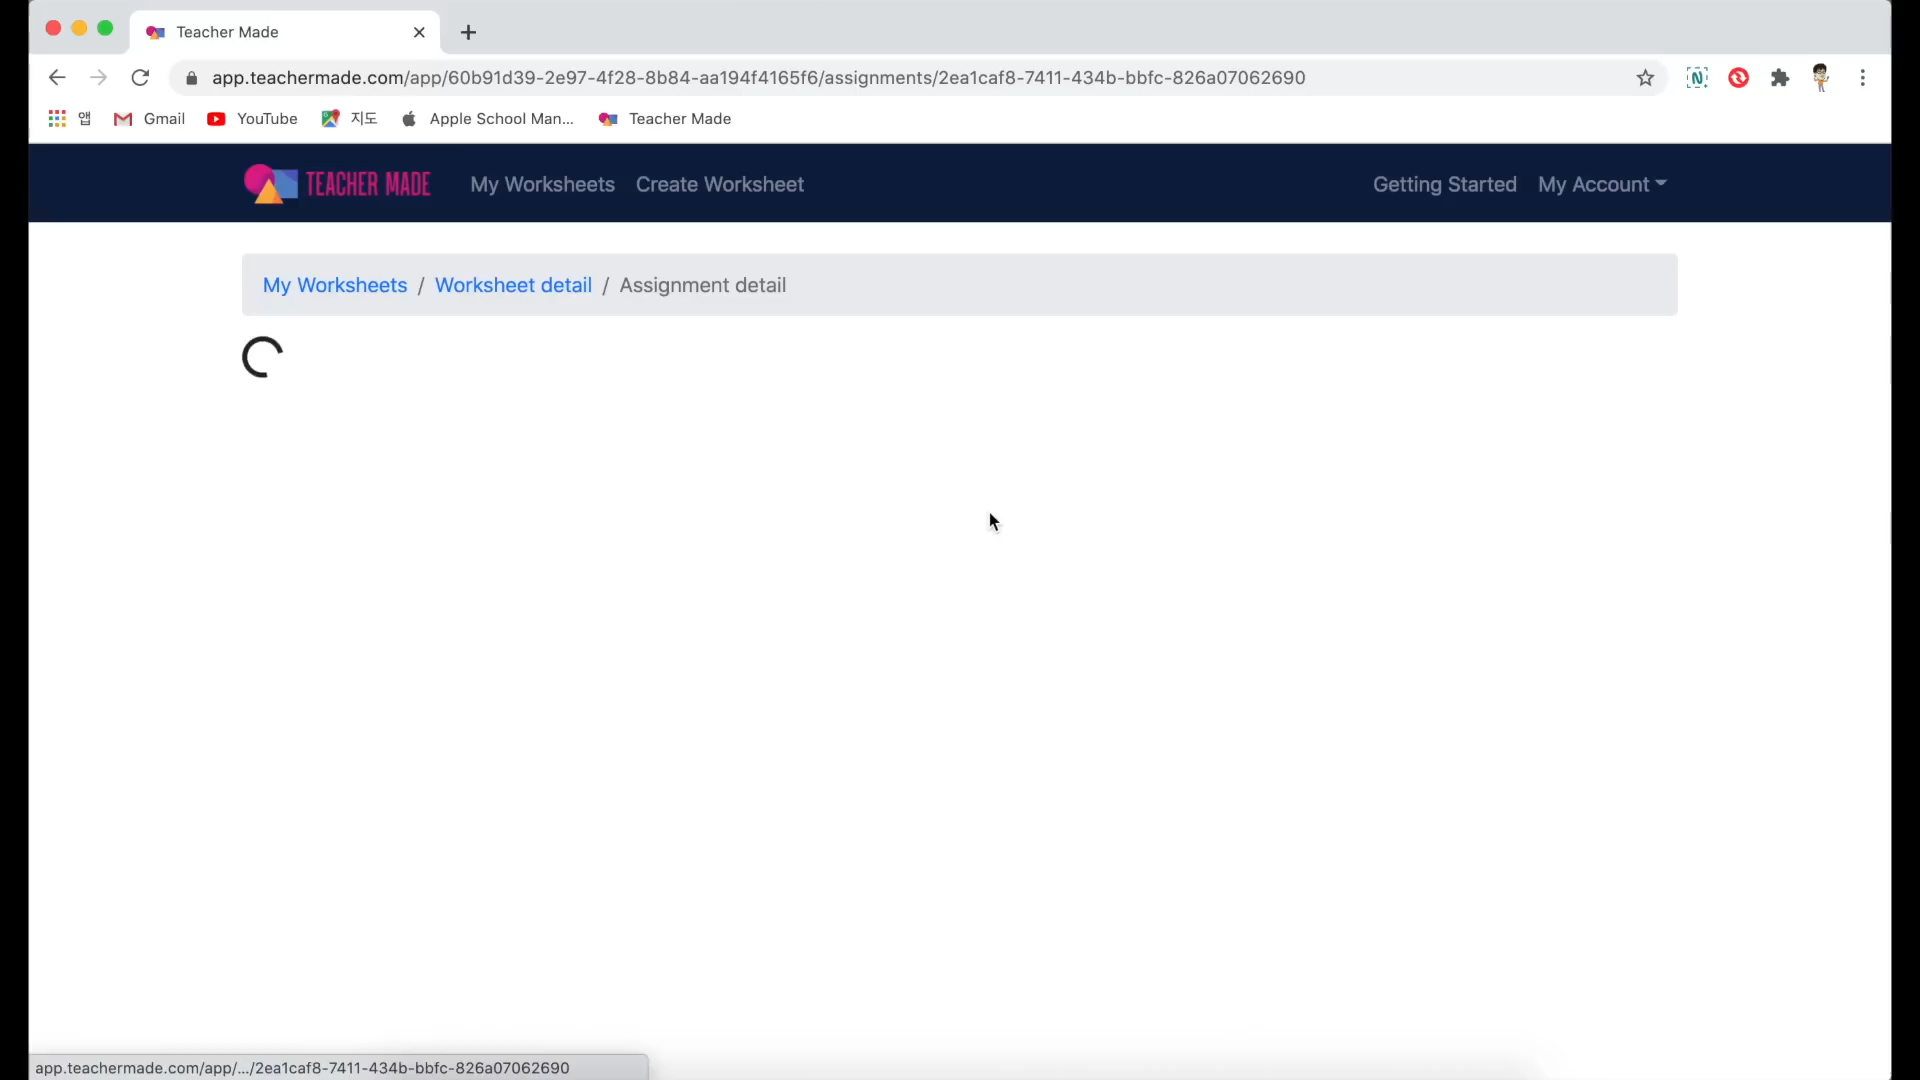 Teacher Made
app.teachermade.com/app/60b91d39-2e97-4f28-8b84-aa194f4165f6/assignments/2ea1caf8-7411-434b-bbfc-826a07062690
앱 Gmail YouTube 지도 Apple School Man... Teacher Made
TEACHER MADE My Worksheets Create Worksheet Getting Started My Account
My Worksheets / Worksheet detail / Assignment detail
app.teachermade.com/app/.../2ea1caf8-7411-434b-bbfc-826a07062690